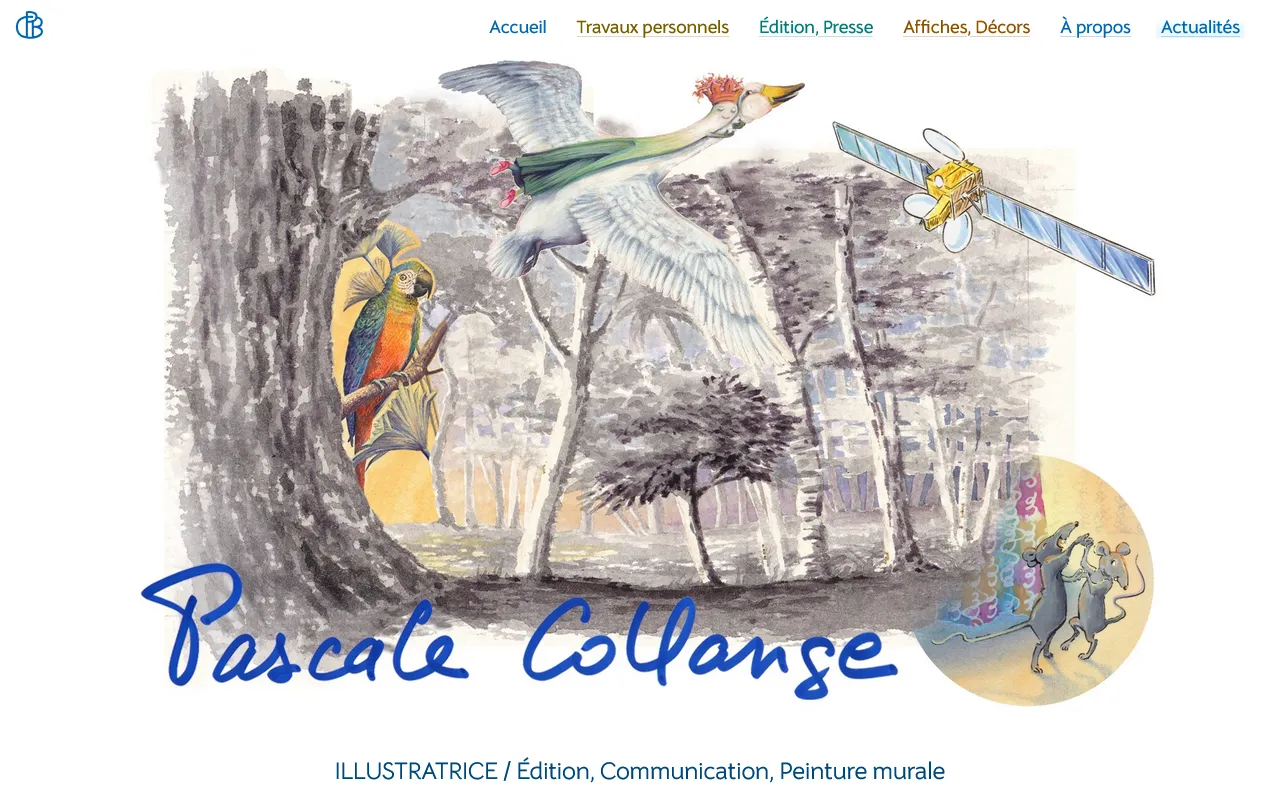 Accueil Travaux personnels Édition, Presse Affiches, Décors À propos Actualités
Pascale Collange
ILLUSTRATRICE / Édition, Communication, Peinture murale